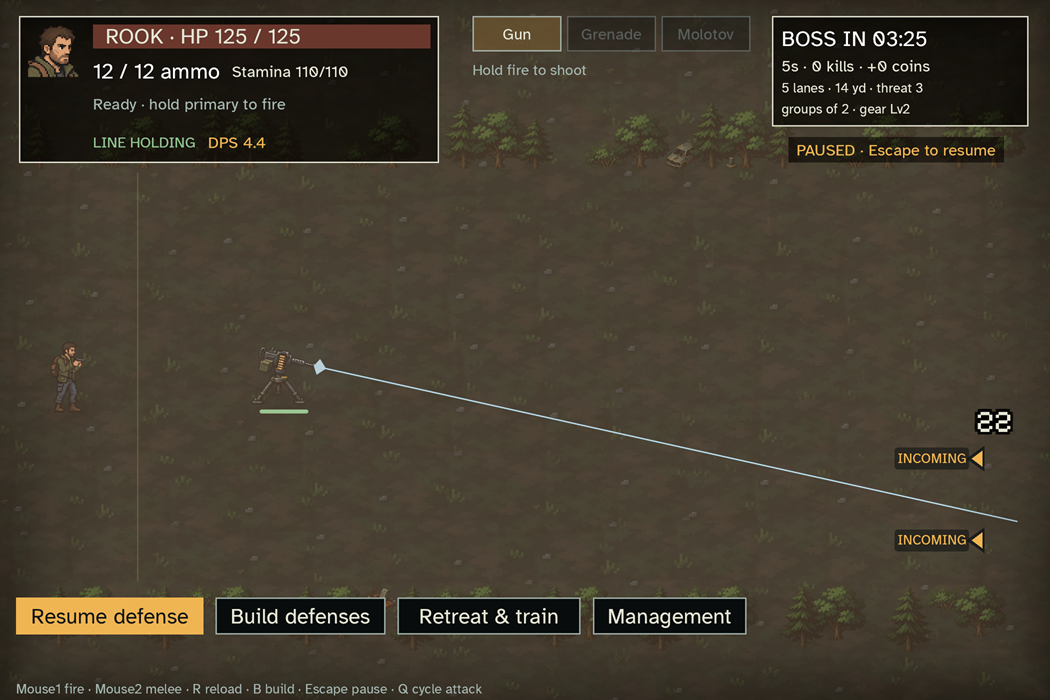 ROOK · HP 125 / 125
12 / 12 ammo Stamina 110/110
Ready · hold primary to fire
LINE HOLDING DPS 4.4
Gun Grenade Molotov
Hold fire to shoot
BOSS IN 03:25
5s · 0 kills · +0 coins
5 lanes · 14 yd · threat 3
groups of 2 · gear Lv2
PAUSED · Escape to resume
22
INCOMING
INCOMING
Resume defense Build defenses Retreat & train Management
Mouse1 fire · Mouse2 melee · R reload · B build · Escape pause · Q cycle attack